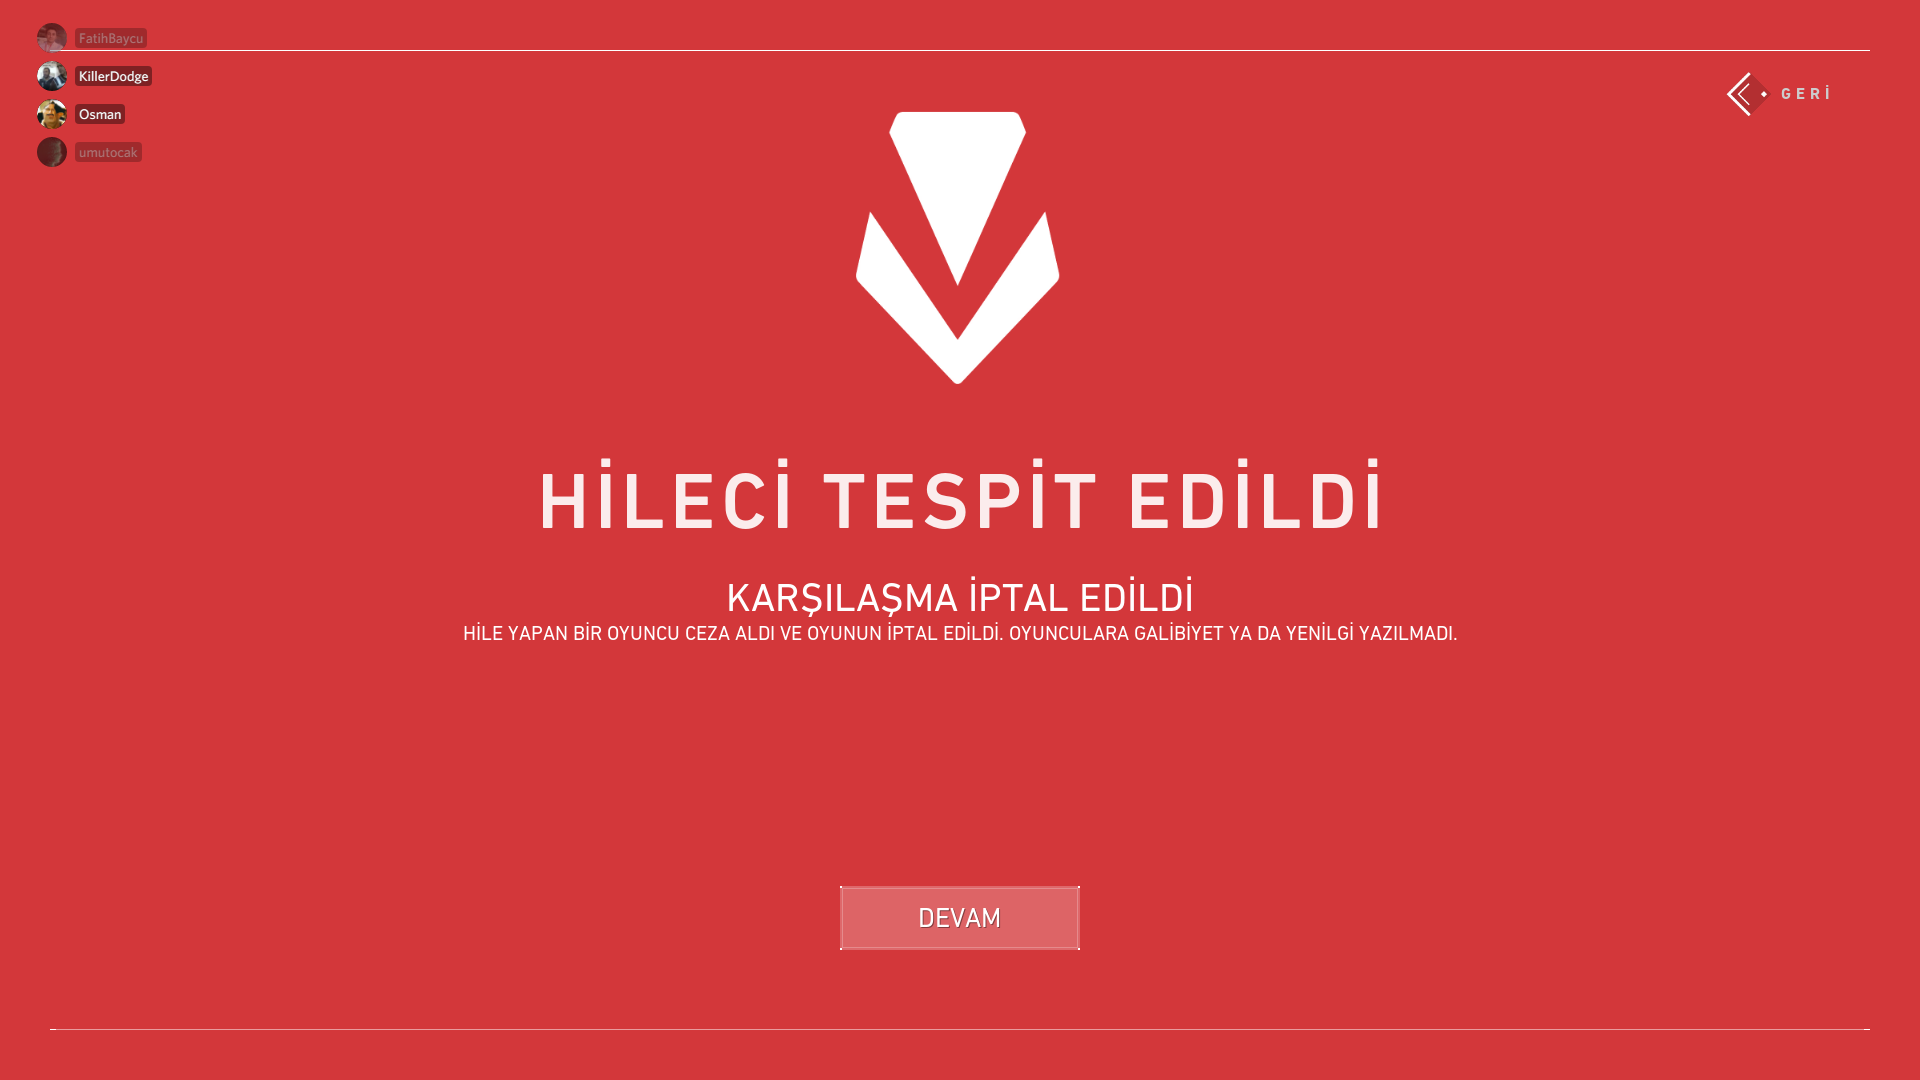 FatihBaycu
KillerDodge
GERİ
Osman
umutocak
HİLECİ TESPİT EDİLDİ
KARŞILAŞMA İPTAL EDİLDİ
HİLE YAPAN BİR OYUNCU CEZA ALDI VE OYUNUN İPTAL EDİLDİ. OYUNCULARA GALİBİYET YA DA YENİLGİ YAZILMADI.
DEVAM